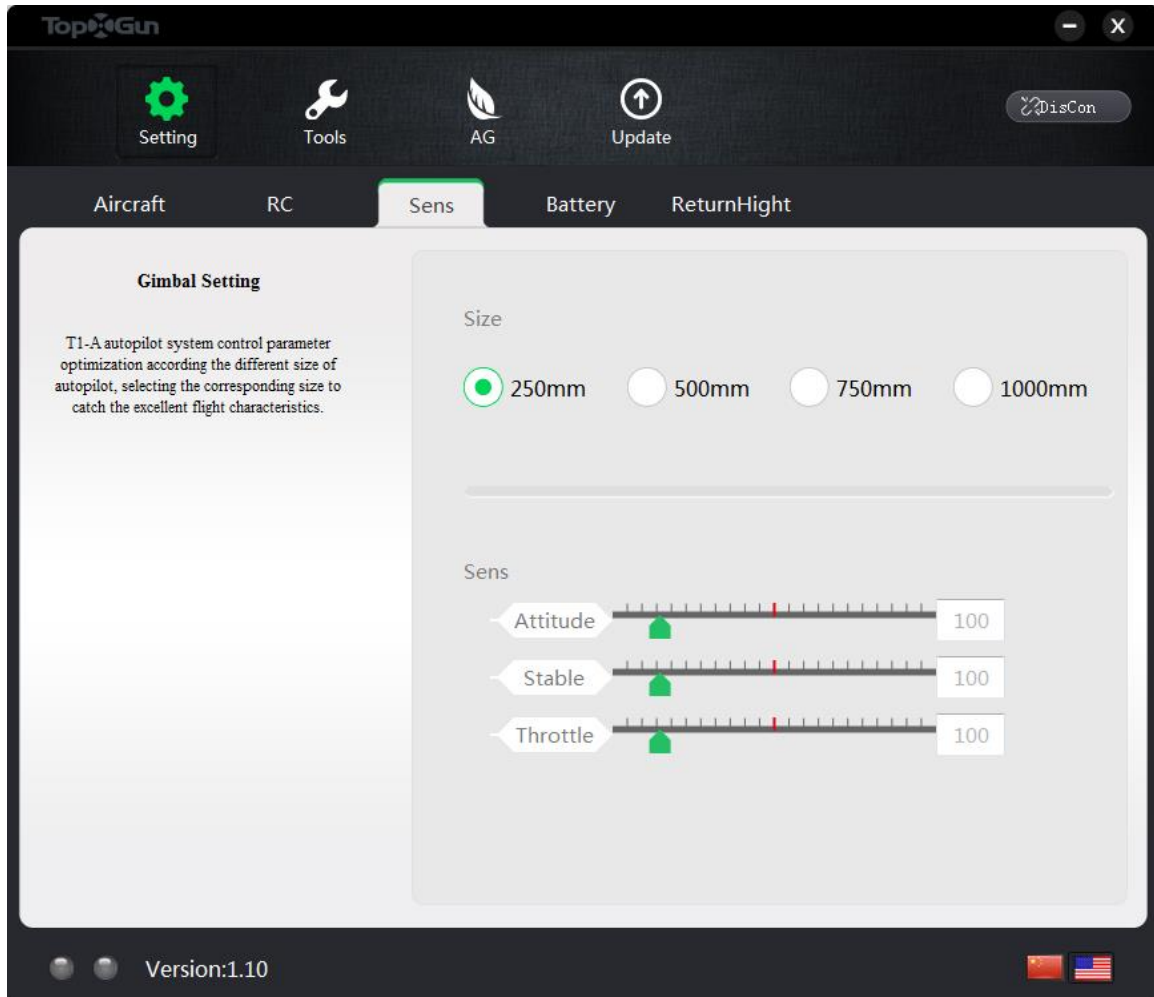 TopXGun
Setting
Tools
AG
Update
DisCon
Aircraft
RC
Sens
Battery
ReturnHight
Gimbal Setting
T1-A autopilot system control parameter
optimization according the different size of
autopilot, selecting the corresponding size to
catch the excellent flight characteristics.
Size
250mm
500mm
750mm
1000mm
Sens
Attitude
100
Stable
100
Throttle
100
Version:1.10